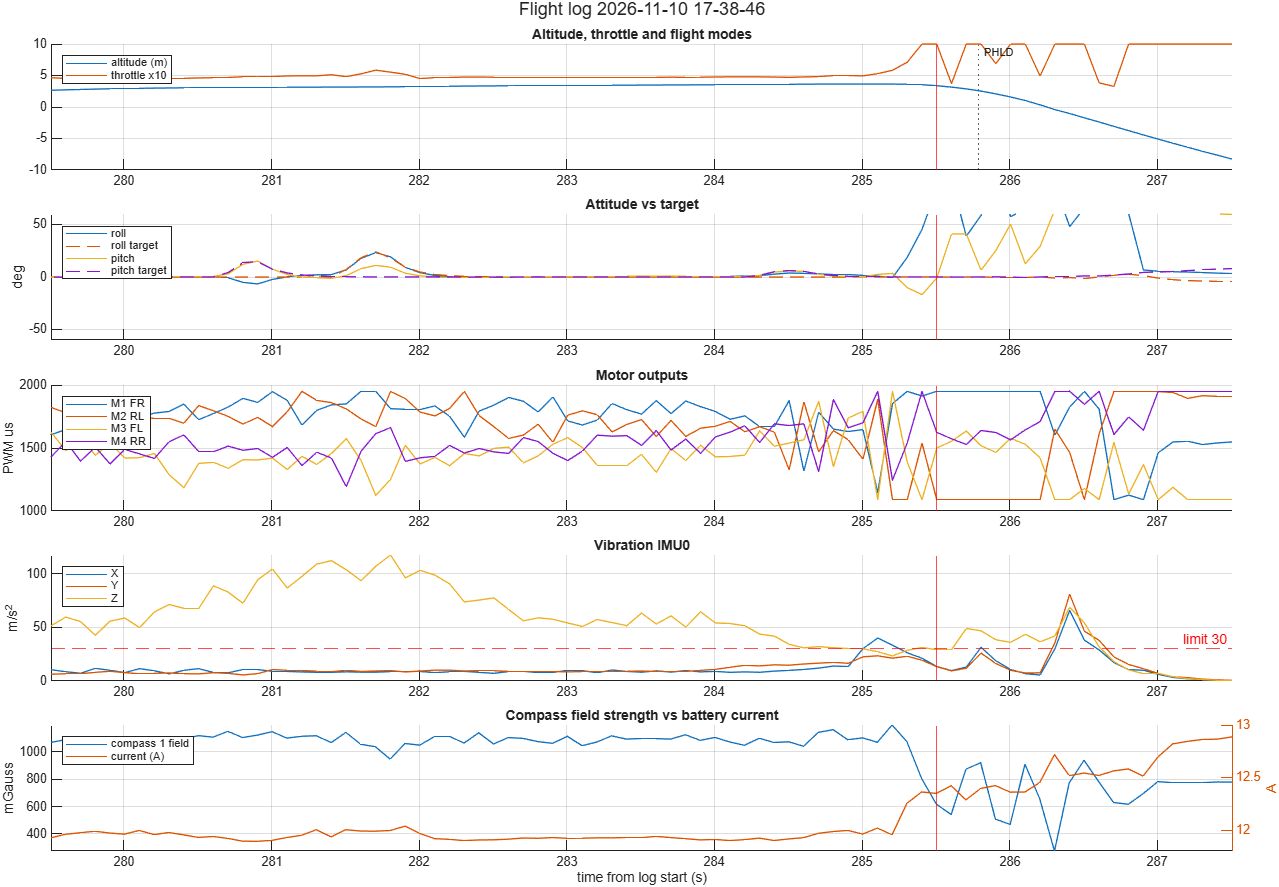 Flight log 2026-11-10 17-38-46
Altitude, throttle and flight modes
altitude (m)
throttle x10
PHLD
10
5
0
-5
-10
280 281 282 283 284 285 286 287
Attitude vs target
roll
roll target
pitch
pitch target
deg
50
0
-50
280 281 282 283 284 285 286 287
Motor outputs
M1 FR
M2 RL
M3 FL
M4 RR
PWM us
2000
1500
1000
280 281 282 283 284 285 286 287
Vibration IMU0
X
Y
Z
m/s²
limit 30
100
50
0
280 281 282 283 284 285 286 287
Compass field strength vs battery current
compass 1 field
current (A)
mGauss
1000
800
600
400
13
12.5
12
A
280 281 282 283 284 285 286 287
time from log start (s)